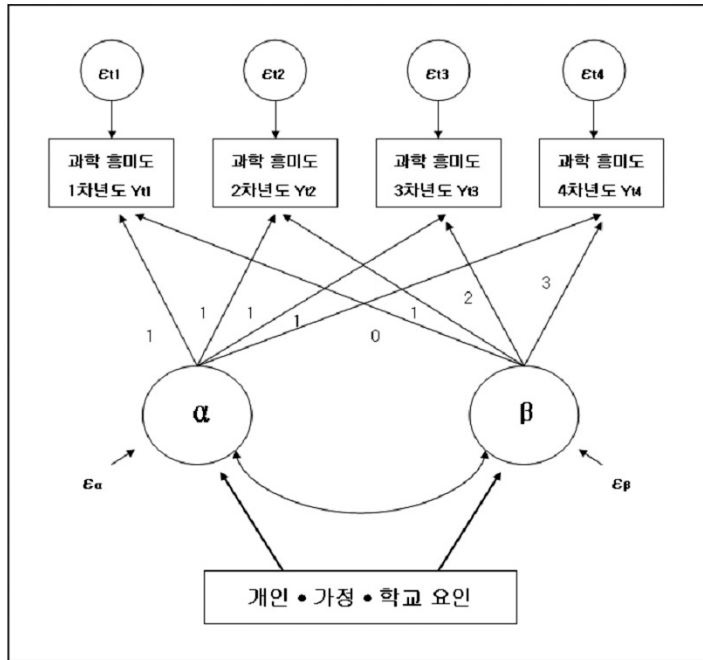 εt1 εt2 εt3 εt4
과학 흥미도 과학 흥미도 과학 흥미도 과학 흥미도
1차년도 Yt1 2차년도 Yt2 3차년도 Yt3 4차년도 Yt4
1 1 1 1 0 1 2 3
α β
εα εβ
개인 • 가정 • 학교 요인